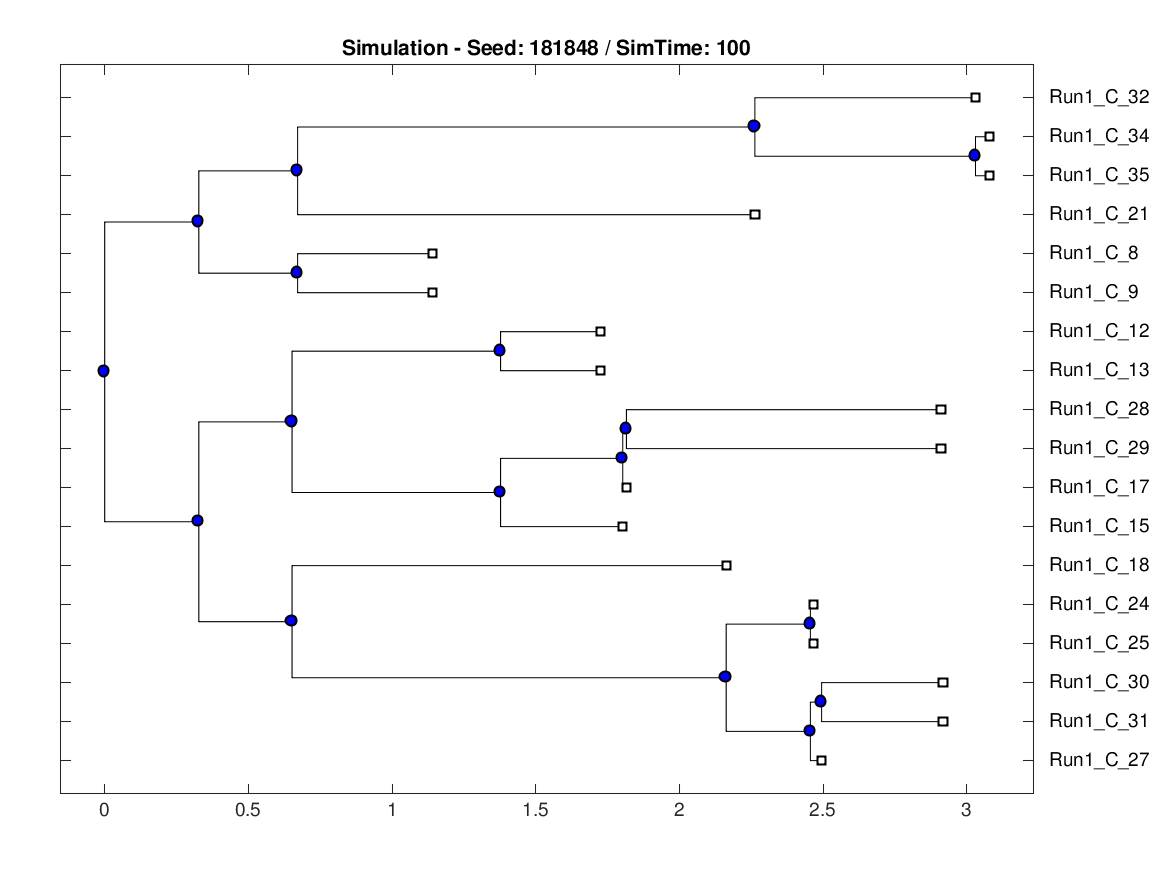 Simulation - Seed: 181848 / SimTime: 100
Run1_C_32
Run1_C_34
Run1_C_35
Run1_C_21
Run1_C_8
Run1_C_9
Run1_C_12
Run1_C_13
Run1_C_28
Run1_C_29
Run1_C_17
Run1_C_15
Run1_C_18
Run1_C_24
Run1_C_25
Run1_C_30
Run1_C_31
Run1_C_27
0 0.5 1 1.5 2 2.5 3